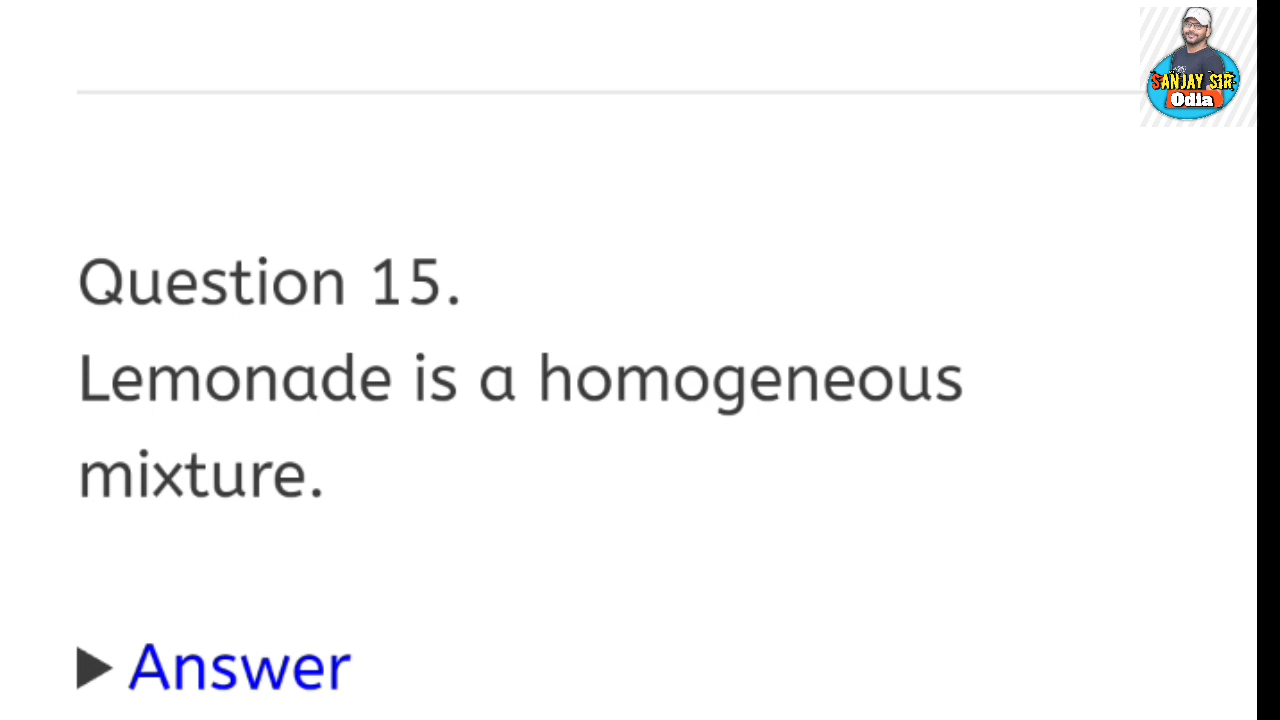 SANJAY SIR
Odia
Question 15.
Lemonade is a homogeneous
mixture.
Answer